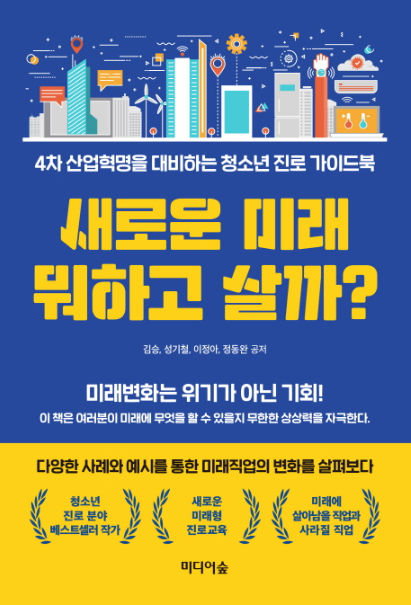 4차 산업혁명을 대비하는 청소년 진로 가이드북
새로운 미래
뭐하고 살까?
김승, 성기철, 이정아, 정동완 공저
미래변화는 위기가 아닌 기회!
이 책은 여러분이 미래에 무엇을 할 수 있을지 무한한 상상력을 자극한다.
다양한 사례와 예시를 통한 미래직업의 변화를 살펴보다
청소년
진로 분야
베스트셀러 작가
새로운
미래형
진로교육
미래에
살아남을 직업과
사라질 직업
미디어숲